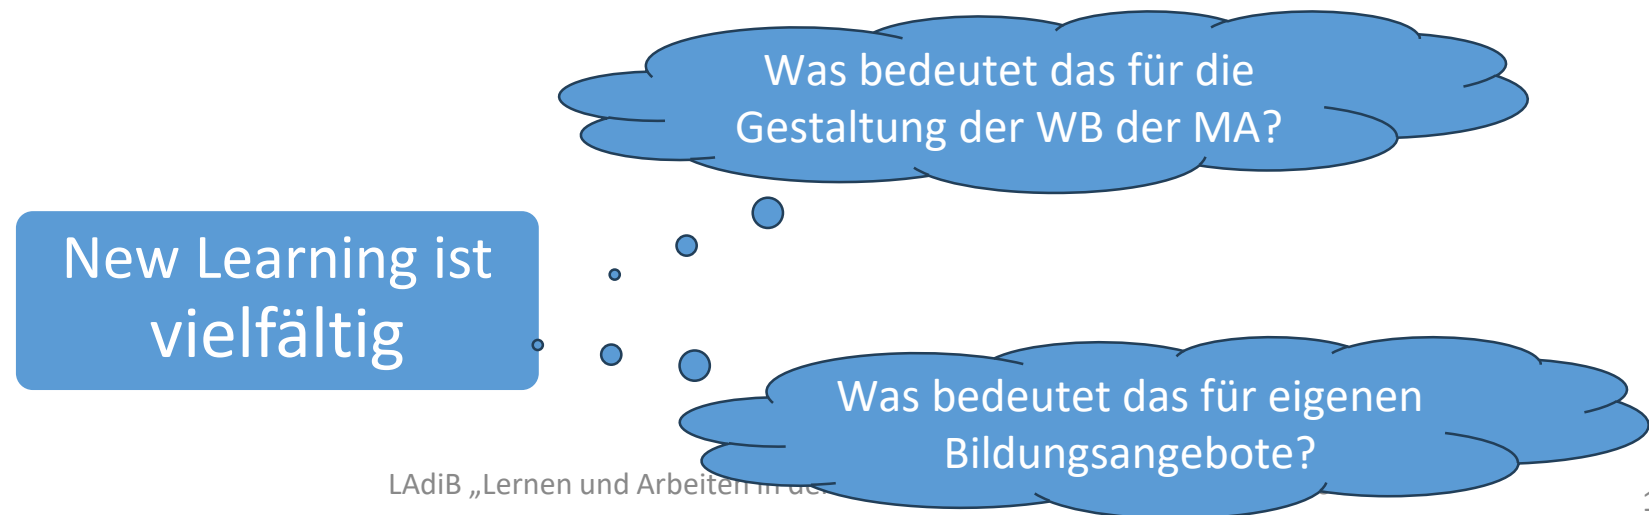 Was bedeutet das für die
Gestaltung der WB der MA?
New Learning ist
vielfältig
Was bedeutet das für eigenen
Bildungsangebote?
LAdiB „Lernen und Arbeiten in